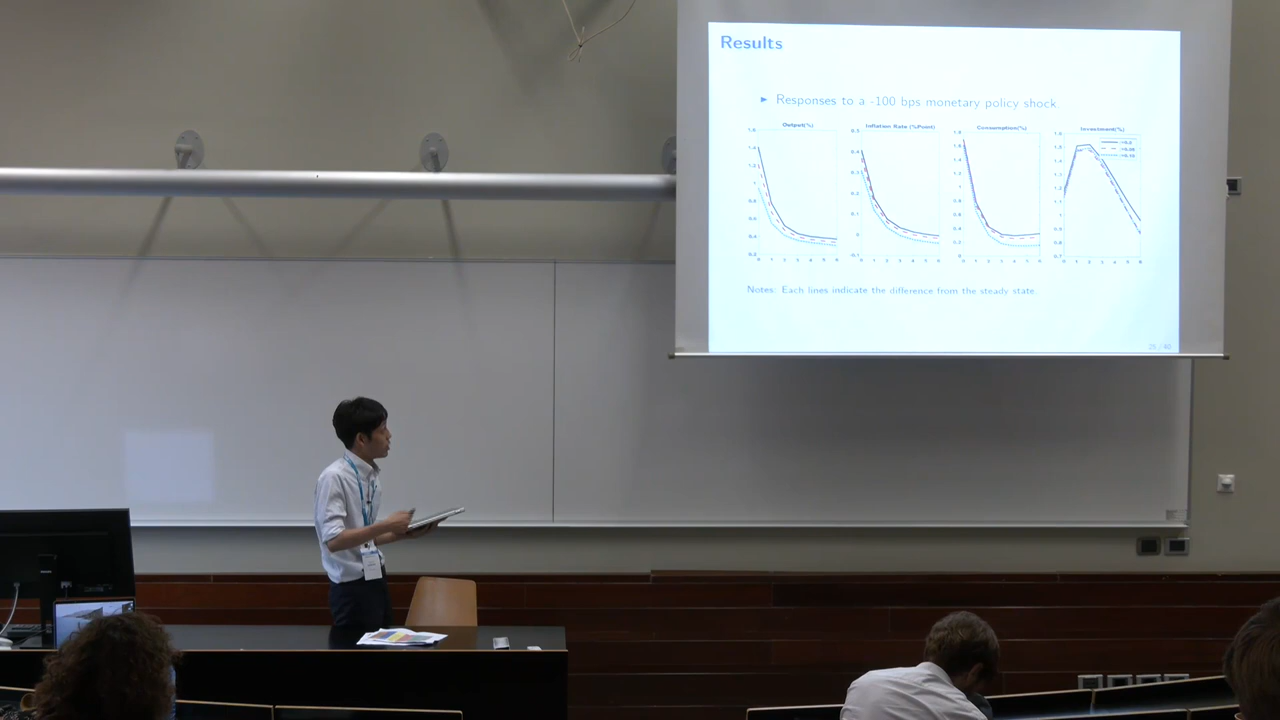 Results
Responses to a -100 bps monetary policy shock
Output(%)
Inflation Rate (%Point)
Consumption(%)
Investment(%)
Notes: Each lines indicate the difference from the steady state.